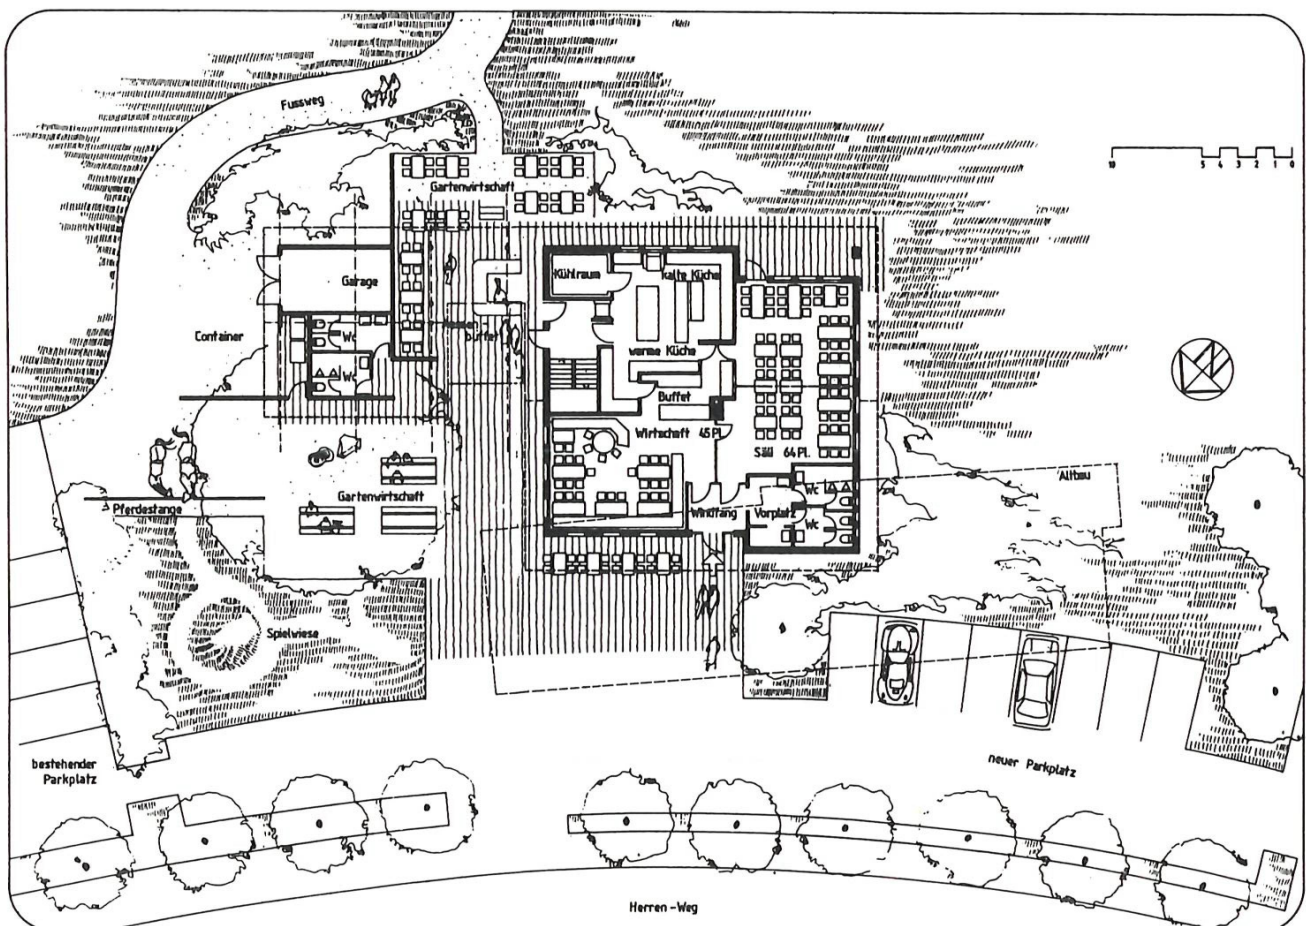 Fussweg
Gartenwirtschaft
10 5 4 3 2 1 0
Kühlraum
kalte Küche
Garage
Container
Wc
buffet
warme Küche
Wc
Buffet
Wirtschaft 45 Pl.
Säli 64 Pl.
Altbau
Gartenwirtschaft
Pferdestange
Windfang
Vorplatz
Wc
Wc
Spielwiese
bestehender
Parkplatz
neuer Parkplatz
Herren-Weg